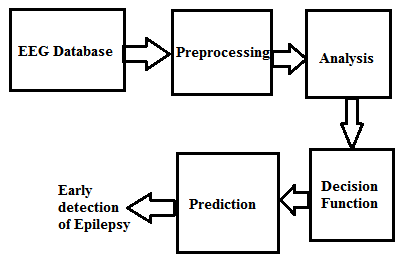 EEG Database
Preprocessing
Analysis
Decision
Function
Prediction
Early
detection
of Epilepsy